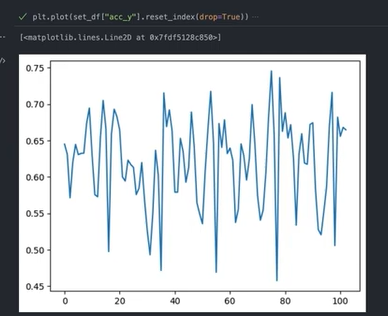 plt.plot(set_df["acc_y"].reset_index(drop=True))
[<matplotlib.lines.Line2D at 0x7fdf5128c850>]
0.75
0.70
0.65
0.60
0.55
0.50
0.45
0 20 40 60 80 100